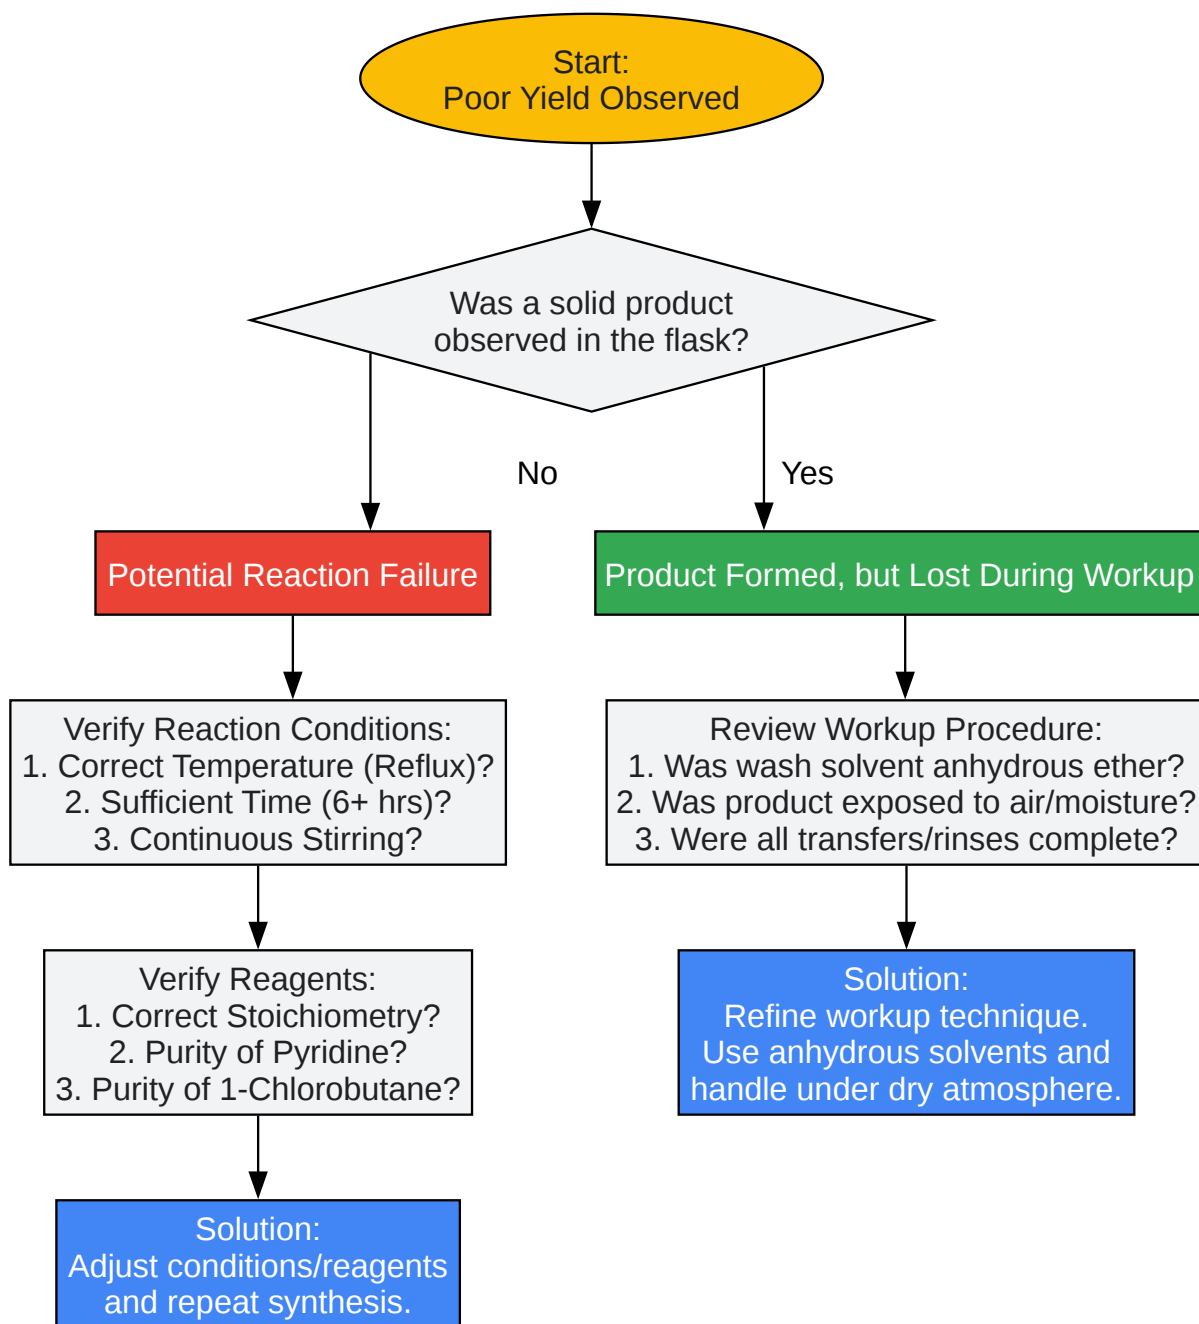 Start:
Poor Yield Observed
Was a solid product
observed in the flask?
No
Yes
Potential Reaction Failure
Product Formed, but Lost During Workup
Verify Reaction Conditions:
1. Correct Temperature (Reflux)?
2. Sufficient Time (6+ hrs)?
3. Continuous Stirring?
Review Workup Procedure:
1. Was wash solvent anhydrous ether?
2. Was product exposed to air/moisture?
3. Were all transfers/rinses complete?
Verify Reagents:
1. Correct Stoichiometry?
2. Purity of Pyridine?
3. Purity of 1-Chlorobutane?
Solution:
Refine workup technique.
Use anhydrous solvents and
handle under dry atmosphere.
Solution:
Adjust conditions/reagents
and repeat synthesis.